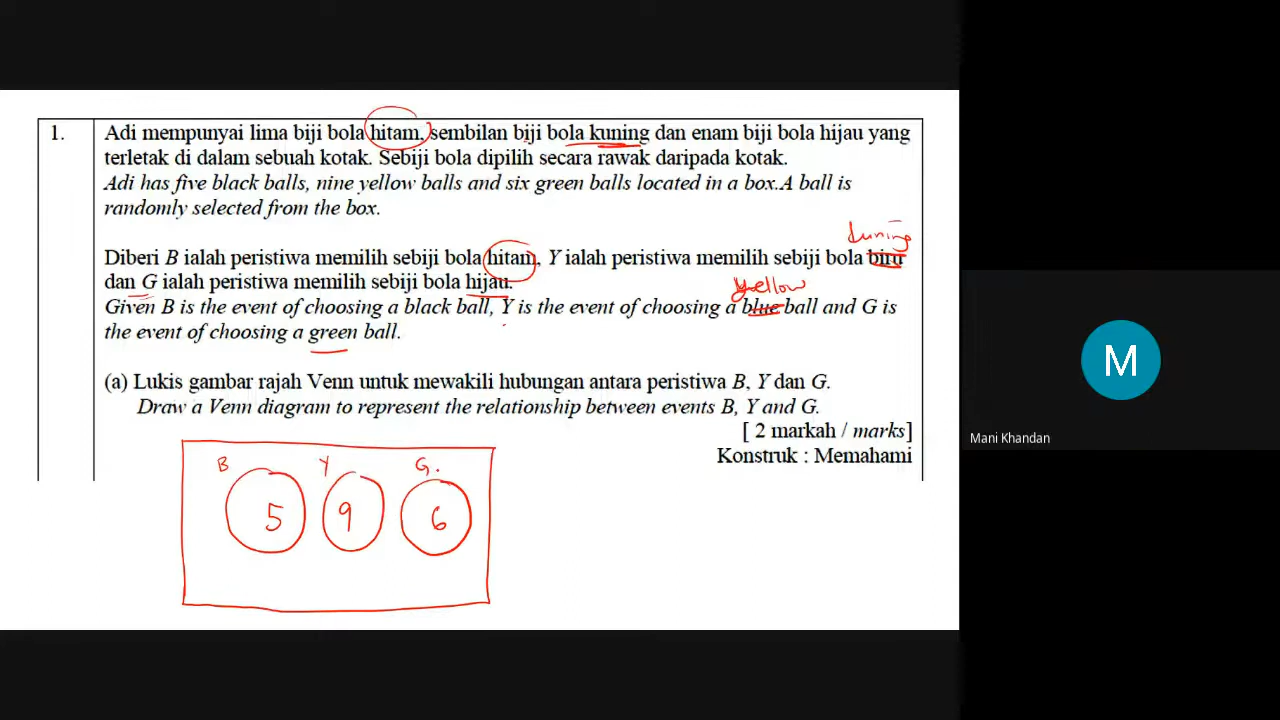 1. Adi mempunyai lima biji bola hitam, sembilan biji bola kuning dan enam biji bola hijau yang
terletak di dalam sebuah kotak. Sebiji bola dipilih secara rawak daripada kotak.
Adi has five black balls, nine yellow balls and six green balls located in a box.A ball is
randomly selected from the box.
kuning
Diberi B ialah peristiwa memilih sebiji bola hitam, Y ialah peristiwa memilih sebiji bola biru
dan G ialah peristiwa memilih sebiji bola hijau.
yellow
Given B is the event of choosing a black ball, Y is the event of choosing a blue ball and G is
the event of choosing a green ball.
(a) Lukis gambar rajah Venn untuk mewakili hubungan antara peristiwa B, Y dan G.
Draw a Venn diagram to represent the relationship between events B, Y and G.
[ 2 markah / marks]
Konstruk : Memahami
B Y G.
5 9 6
M
Mani Khandan